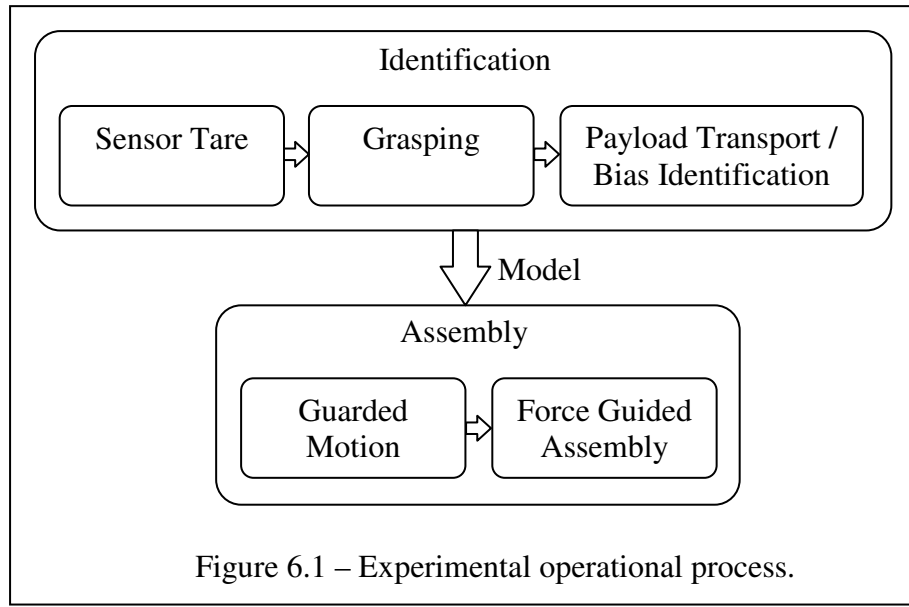 Identification
Sensor Tare
Grasping
Payload Transport /
Bias Identification
Model
Assembly
Guarded
Motion
Force Guided
Assembly
Figure 6.1 – Experimental operational process.